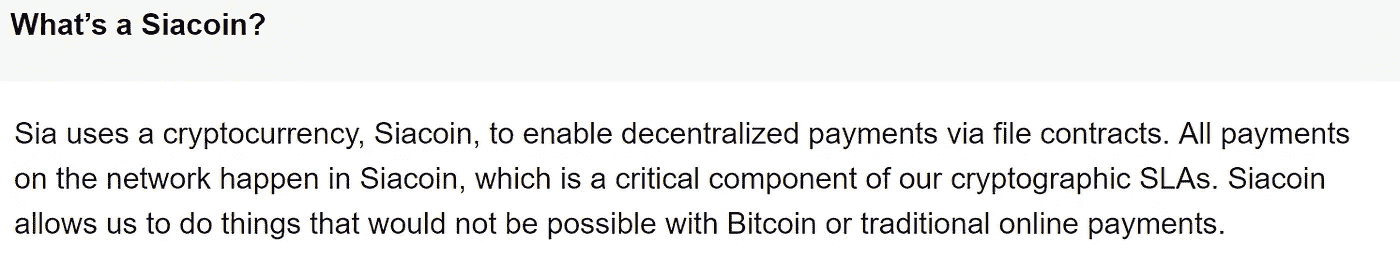 What’s a Siacoin?
Sia uses a cryptocurrency, Siacoin, to enable decentralized payments via file contracts. All payments
on the network happen in Siacoin, which is a critical component of our cryptographic SLAs. Siacoin
allows us to do things that would not be possible with Bitcoin or traditional online payments.